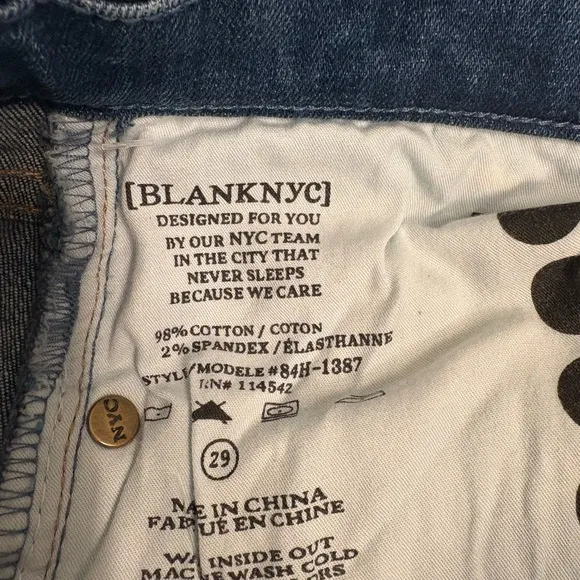 [BLANKNYC]
DESIGNED FOR YOU
BY OUR NYC TEAM
IN THE CITY THAT
NEVER SLEEPS
BECAUSE WE CARE
98% COTTON / COTON
2% SPANDEX / ÉLASTHANNE
STYLE/MODELE #84H-1387
RN# 114542
NYC
29
IN CHINA
EN CHINE
INSIDE OUT
WASH COLD